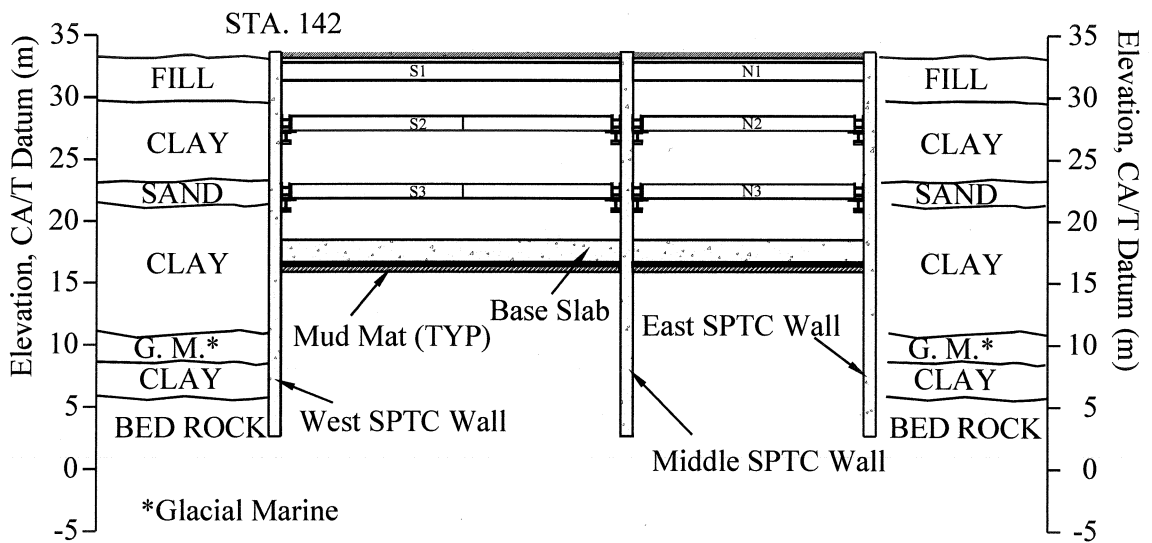 STA. 142
Elevation, CA/T Datum (m)
35
30
25
20
15
10
5
0
-5
FILL
CLAY
SAND
CLAY
G. M.*
CLAY
BED ROCK
*Glacial Marine
S1
S2
S3
N1
N2
N3
Mud Mat (TYP)
Base Slab
West SPTC Wall
East SPTC Wall
Middle SPTC Wall
FILL
CLAY
SAND
CLAY
G. M.*
CLAY
BED ROCK
35
30
25
20
15
10
5
0
-5
Elevation, CA/T Datum (m)